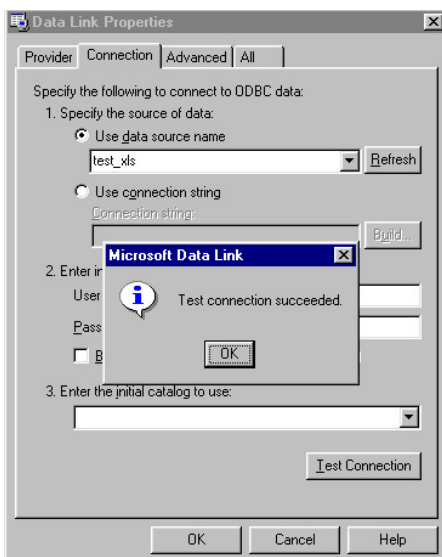 Data Link Properties
Provider Connection Advanced All
Specify the following to connect to ODBC data:
1. Specify the source of data:
Use data source name
test_xls Refresh
Use connection string
Connection string:
Build...
Microsoft Data Link
2. Enter
User
Test connection succeeded.
OK
3. Enter the initial catalog to use:
Test Connection
OK Cancel Help